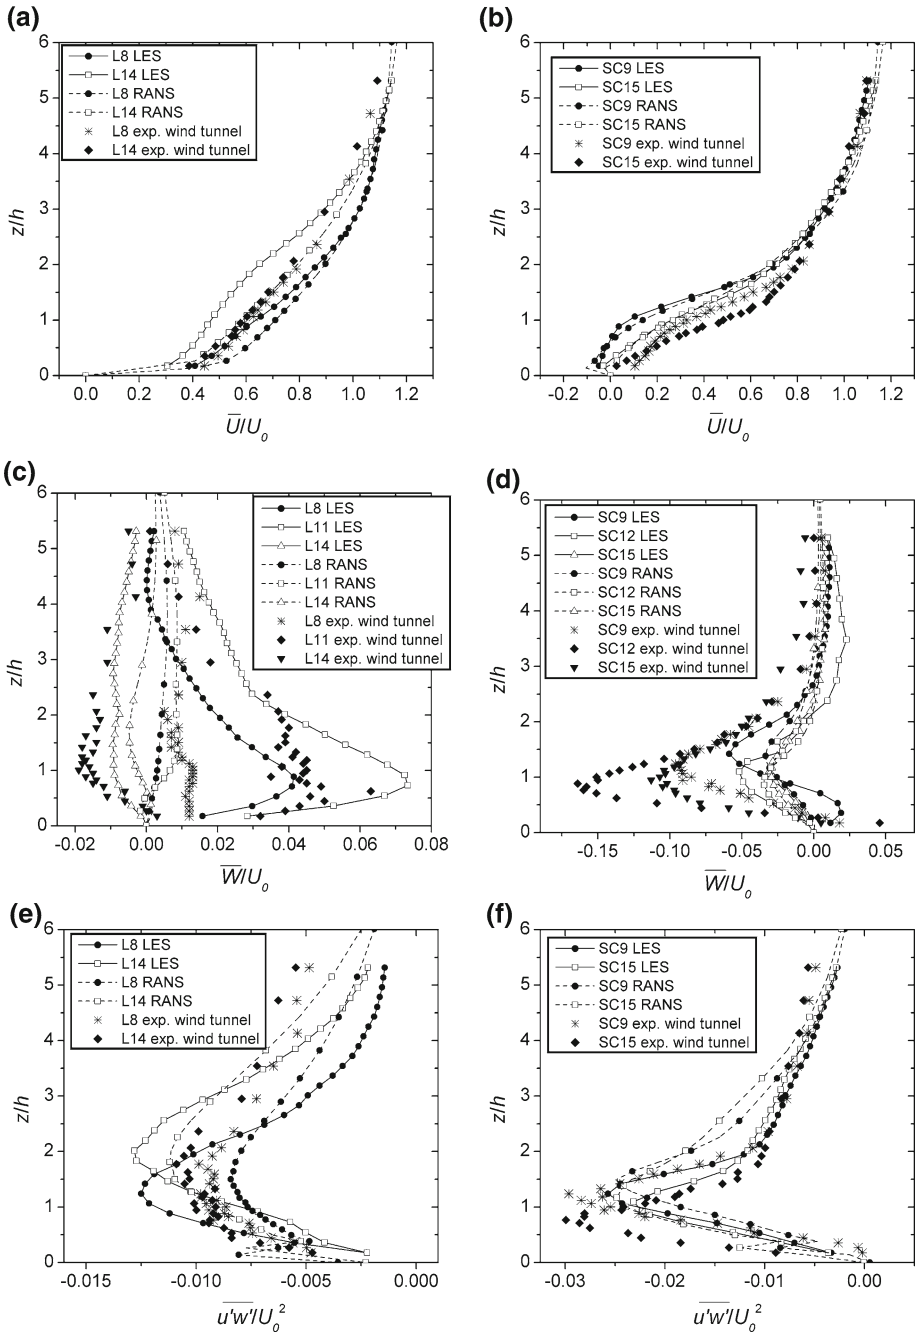 (a)
6
5
4
3
2
1
0
z/h
L8 LES
L14 LES
L8 RANS
L14 RANS
L8 exp. wind tunnel
L14 exp. wind tunnel
0.0 0.2 0.4 0.6 0.8 1.0 1.2
U̅/U₀
(b)
6
5
4
3
2
1
0
z/h
SC9 LES
SC15 LES
SC9 RANS
SC15 RANS
SC9 exp. wind tunnel
SC15 exp. wind tunnel
-0.2 0.0 0.2 0.4 0.6 0.8 1.0 1.2
U̅/U₀
(c)
6
5
4
3
2
1
0
z/h
L8 LES
L11 LES
L14 LES
L8 RANS
L11 RANS
L14 RANS
L8 exp. wind tunnel
L11 exp. wind tunnel
L14 exp. wind tunnel
-0.02 0.00 0.02 0.04 0.06 0.08
W̅/U₀
(d)
6
5
4
3
2
1
0
z/h
SC9 LES
SC12 LES
SC15 LES
SC9 RANS
SC12 RANS
SC15 RANS
SC9 exp. wind tunnel
SC12 exp. wind tunnel
SC15 exp. wind tunnel
-0.15 -0.10 -0.05 0.00 0.05
W̅/U₀
(e)
6
5
4
3
2
1
0
z/h
L8 LES
L14 LES
L8 RANS
L14 RANS
L8 exp. wind tunnel
L14 exp. wind tunnel
-0.015 -0.010 -0.005 0.000
u̅'̅w̅'̅/U₀²
(f)
6
5
4
3
2
1
0
z/h
SC9 LES
SC15 LES
SC9 RANS
SC15 RANS
SC9 exp. wind tunnel
SC15 exp. wind tunnel
-0.03 -0.02 -0.01 0.00
u̅'̅w̅'̅/U₀²